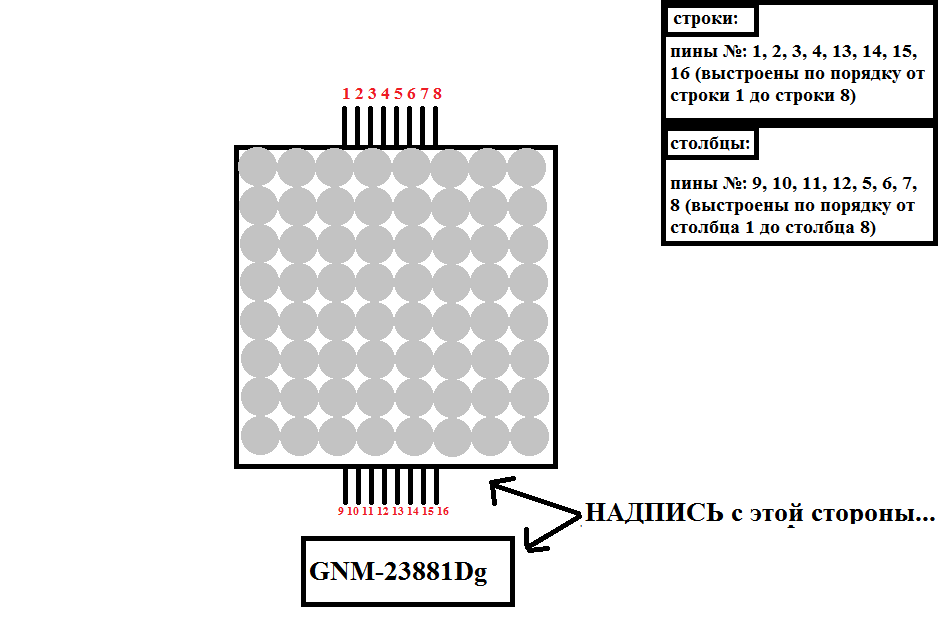 строки:
пины №: 1, 2, 3, 4, 13, 14, 15,
16 (выстроены по порядку от
строки 1 до строки 8)
столбцы:
пины №: 9, 10, 11, 12, 5, 6, 7,
8 (выстроены по порядку от
столбца 1 до столбца 8)
1 2 3 4 5 6 7 8
9 10 11 12 13 14 15 16
НАДПИСЬ с этой стороны...
GNM-23881Dg